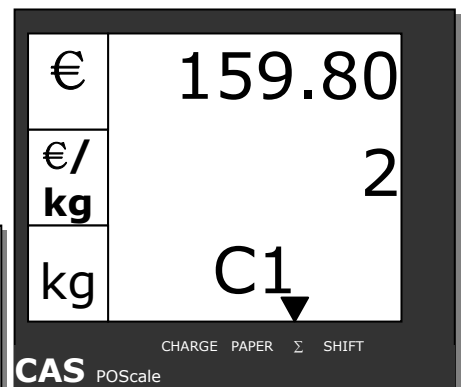 € 159.80
€/
kg 2
kg C1
CHARGE PAPER Σ SHIFT
CAS POScale